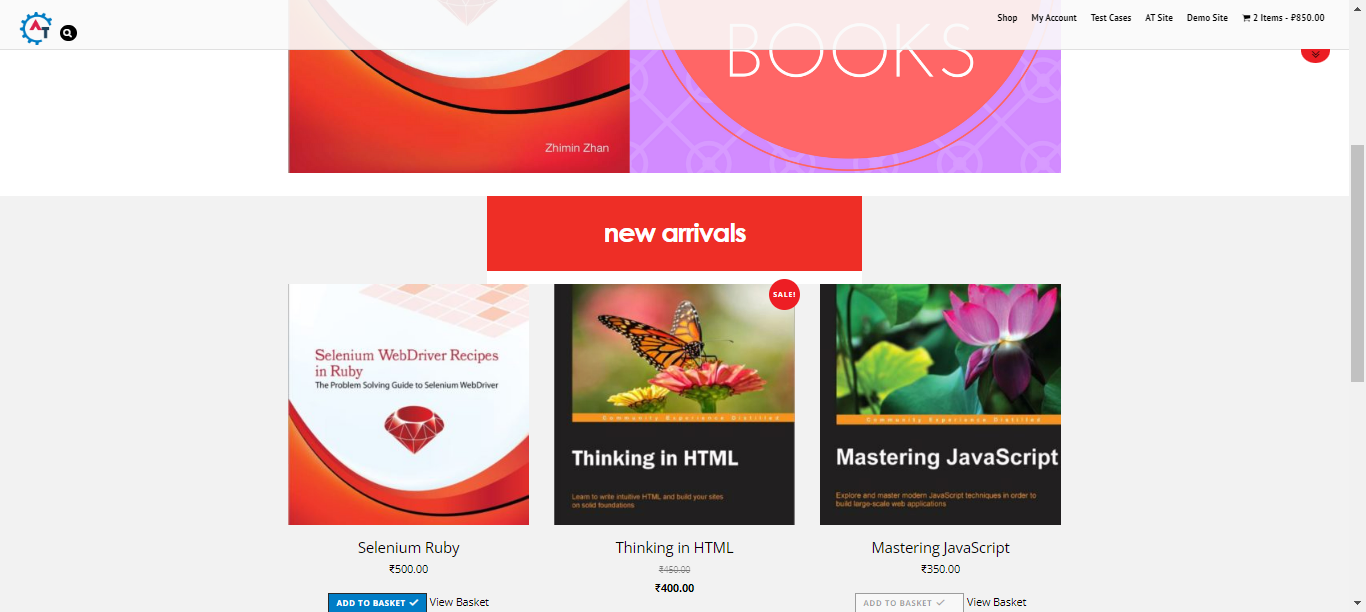 AT
Shop
My Account
Test Cases
AT Site
Demo Site
2 Items - ₹850.00
BOOKS
Zhimin Zhan
new arrivals
SALE!
Selenium WebDriver Recipes
in Ruby
The Problem Solving Guide to Selenium WebDriver
Community Experience Distilled
Thinking in HTML
Learn to write intuitive HTML and build your sites
on solid foundations
Community Experience Distilled
Mastering JavaScript
Explore and master modern JavaScript techniques in order to
build large-scale web applications
Selenium Ruby
₹500.00
ADD TO BASKET
View Basket
Thinking in HTML
₹450.00
₹400.00
Mastering JavaScript
₹350.00
ADD TO BASKET
View Basket